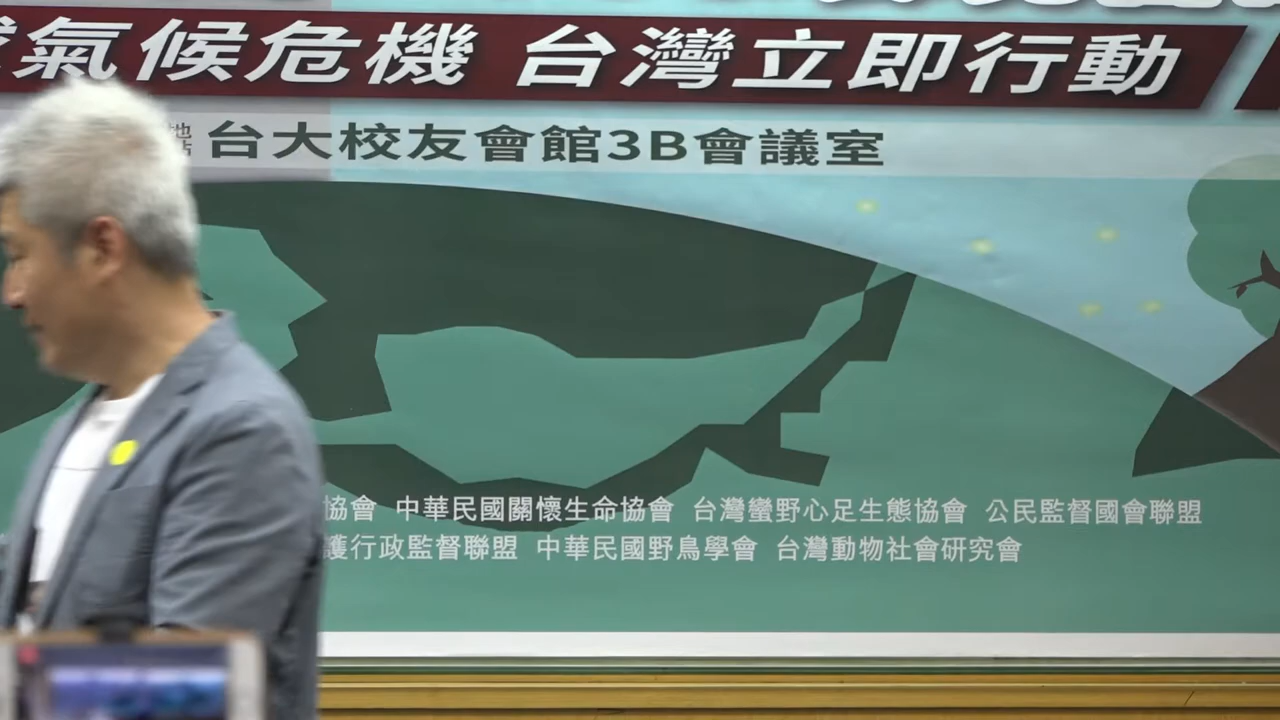 氣候危機 台灣立即行動
地點 台大校友會館3B會議室
協會 中華民國關懷生命協會 台灣蠻野心足生態協會 公民監督國會聯盟
護行政監督聯盟 中華民國野鳥學會 台灣動物社會研究會